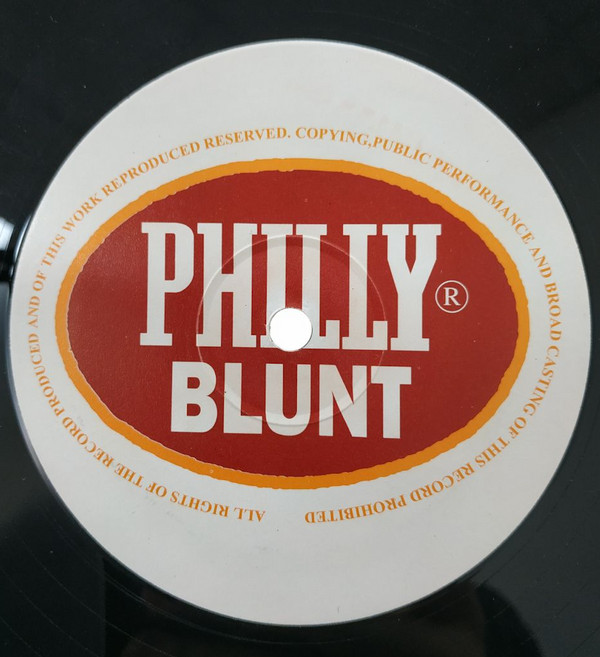 PHILLY®
BLUNT
ALL RIGHTS OF THE RECORD PRODUCED AND OF THIS WORK REPRODUCED RESERVED. COPYING,PUBLIC PERFORMANCE AND BROAD CASTING OF THIS RECORD PROHIBITED